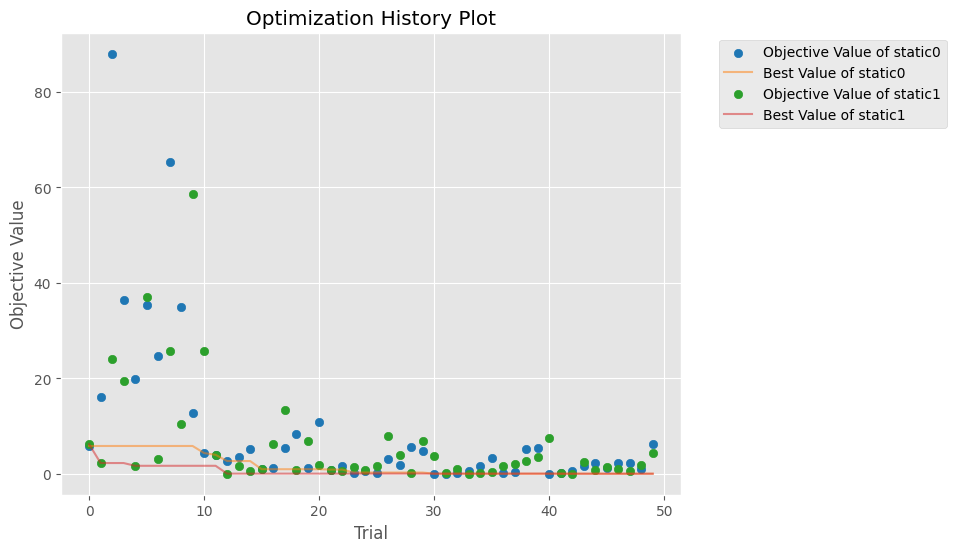 Optimization History Plot
Objective Value of static0
Best Value of static0
Objective Value of static1
Best Value of static1
Objective Value
80
60
40
20
0
0 10 20 30 40 50
Trial